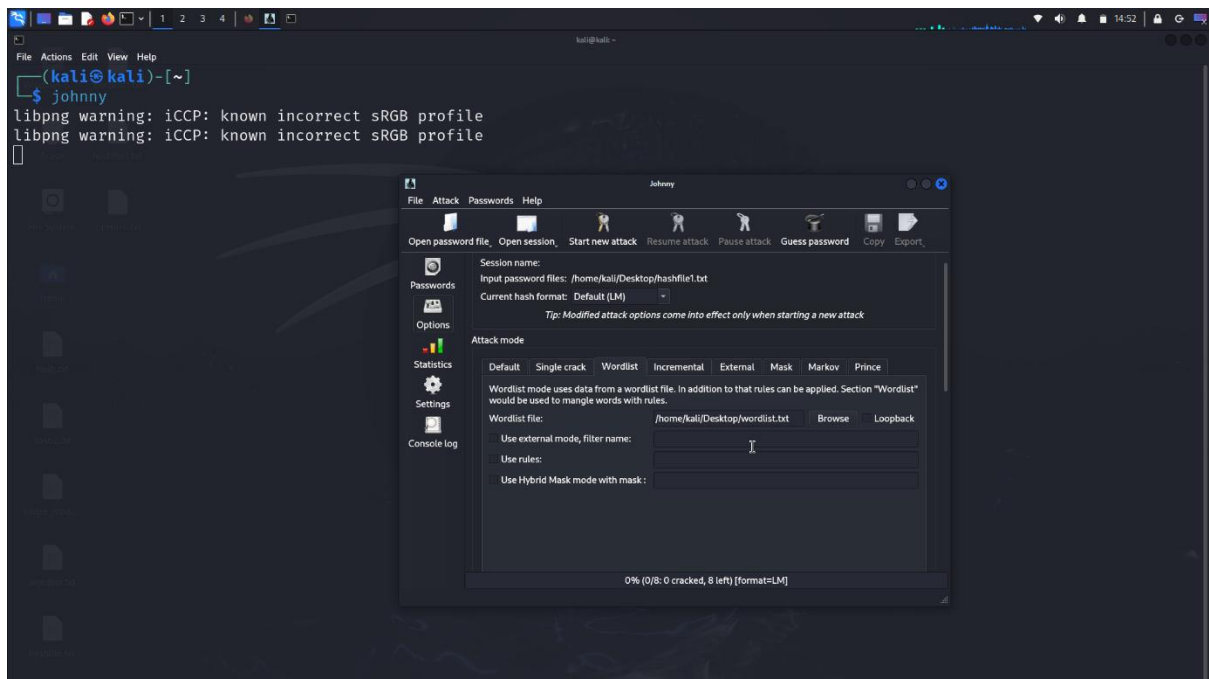 1 2 3 4 14:52
kali@kali: ~
File Actions Edit View Help
(kali㉿kali)-[~]
$ johnny
libpng warning: iCCP: known incorrect sRGB profile
libpng warning: iCCP: known incorrect sRGB profile
Johnny
File Attack Passwords Help
Open password file Open session Start new attack Resume attack Pause attack Guess password Copy Export
Passwords
Options
Statistics
Settings
Console log
Session name:
Input password files: /home/kali/Desktop/hashfile1.txt
Current hash format: Default (LM)
Tip: Modified attack options come into effect only when starting a new attack
Attack mode
Default Single crack Wordlist Incremental External Mask Markov Prince
Wordlist mode uses data from a wordlist file. In addition to that rules can be applied. Section "Wordlist"
would be used to mangle words with rules.
Wordlist file: /home/kali/Desktop/wordlist.txt Browse Loopback
Use external mode, filter name:
Use rules:
Use Hybrid Mask mode with mask :
0% (0/8: 0 cracked, 8 left) [format=LM]